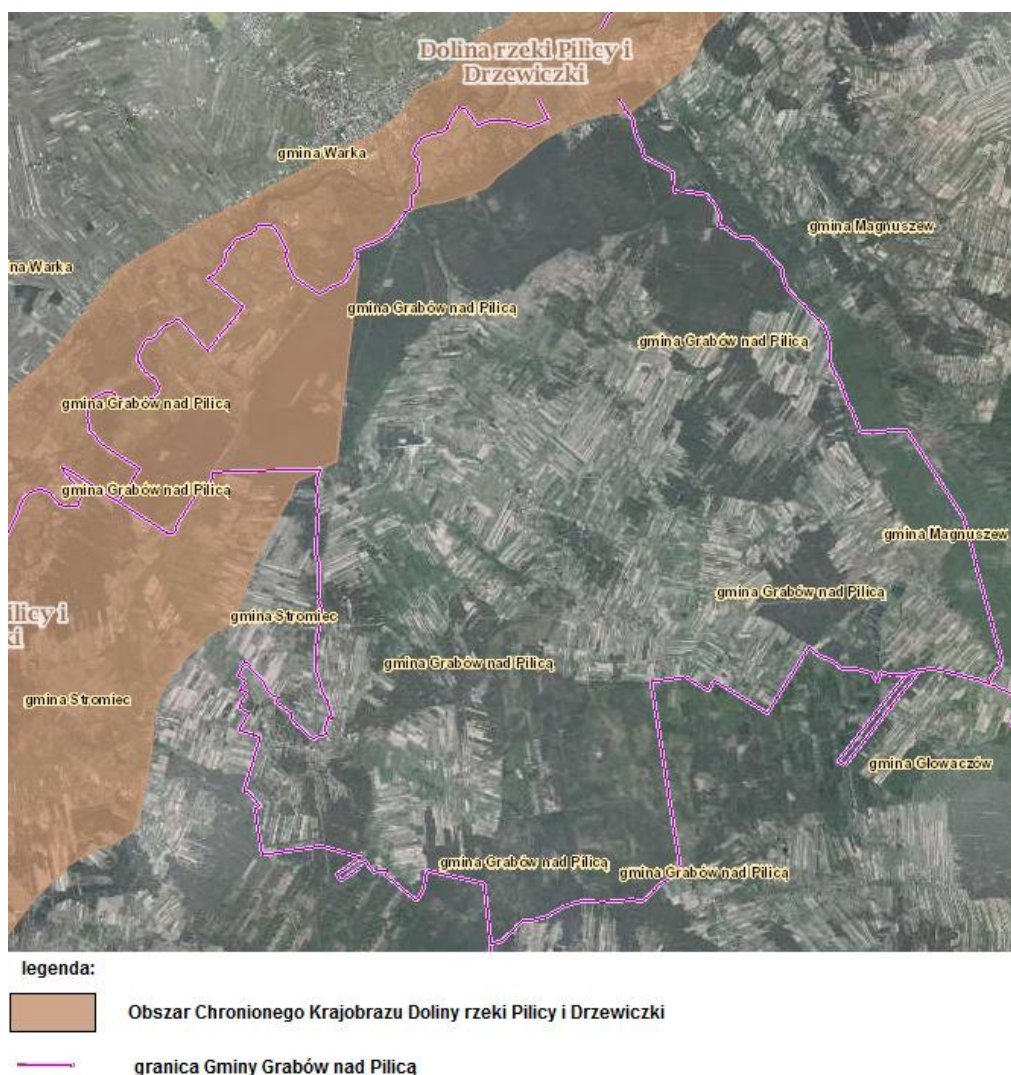 Dolina rzeki Pilicy i
Drzewiczki
gmina Warka
gmina Magnuszew
na Warka
gmina Grabów nad Pilicą
gmina Grabów nad Pilicą
gmina Grabów nad Pilicą
gmina Grabów nad Pilicą
gmina Magnuszew
gmina Grabów nad Pilicą
ilicy i
ki
gmina Stromiec
gmina Grabów nad Pilicą
gmina Stromiec
gmina Głowaczów
gmina Grabów nad Pilicą
gmina Grabów nad Pilicą
legenda:
Obszar Chronionego Krajobrazu Doliny rzeki Pilicy i Drzewiczki
granica Gminy Grabów nad Pilicą